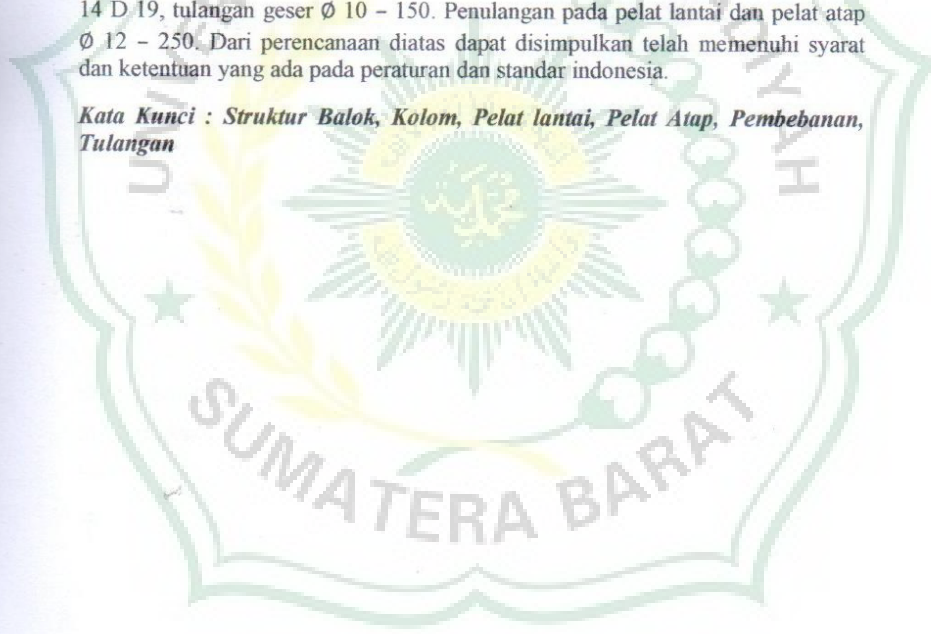 14 D 19, tulangan geser Ø 10 – 150. Penulangan pada pelat lantai dan pelat atap
Ø 12 – 250. Dari perencanaan diatas dapat disimpulkan telah memenuhi syarat
dan ketentuan yang ada pada peraturan dan standar indonesia.
Kata Kunci : Struktur Balok, Kolom, Pelat lantai, Pelat Atap, Pembebanan,
Tulangan
SUMATERA BARAT